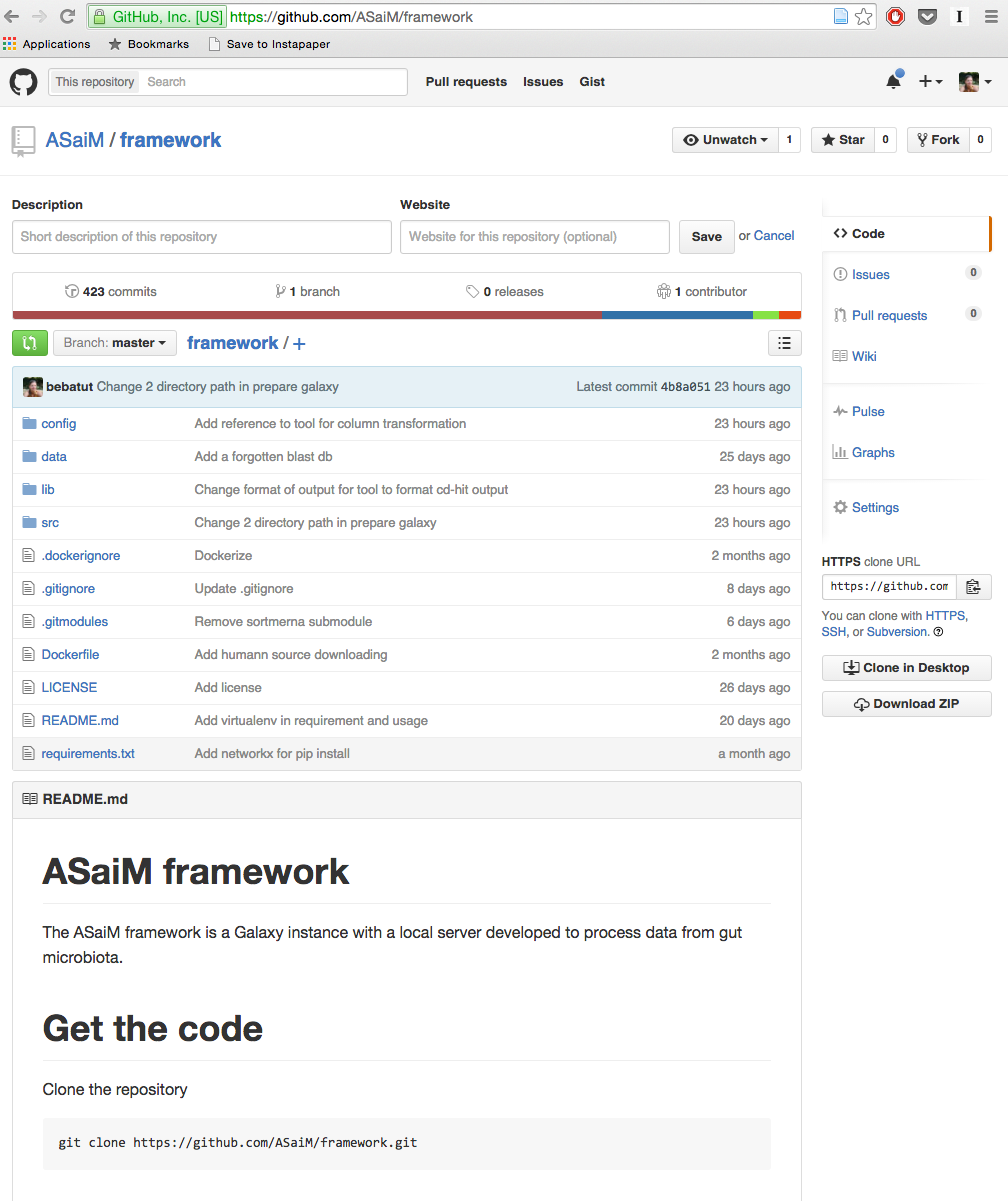 GitHub, Inc. [US] https://github.com/ASaiM/framework
Applications Bookmarks Save to Instapaper
This repository Search Pull requests Issues Gist
ASaiM / framework Unwatch 1 Star 0 Fork 0
Description Website
Short description of this repository Website for this repository (optional) Save or Cancel
423 commits 1 branch 0 releases 1 contributor
Branch: master framework / +
bebatut Change 2 directory path in prepare galaxy Latest commit 4b8a051 23 hours ago
config Add reference to tool for column transformation 23 hours ago
data Add a forgotten blast db 25 days ago
lib Change format of output for tool to format cd-hit output 23 hours ago
src Change 2 directory path in prepare galaxy 23 hours ago
.dockerignore Dockerize 2 months ago
.gitignore Update .gitignore 8 days ago
.gitmodules Remove sortmerna submodule 6 days ago
Dockerfile Add humann source downloading 2 months ago
LICENSE Add license 26 days ago
README.md Add virtualenv in requirement and usage 20 days ago
requirements.txt Add networkx for pip install a month ago
README.md
ASaiM framework
The ASaiM framework is a Galaxy instance with a local server developed to process data from gut
microbiota.
Get the code
Clone the repository
git clone https://github.com/ASaiM/framework.git
Code
Issues 0
Pull requests 0
Wiki
Pulse
Graphs
Settings
HTTPS clone URL
https://github.com
You can clone with HTTPS,
SSH, or Subversion.
Clone in Desktop
Download ZIP